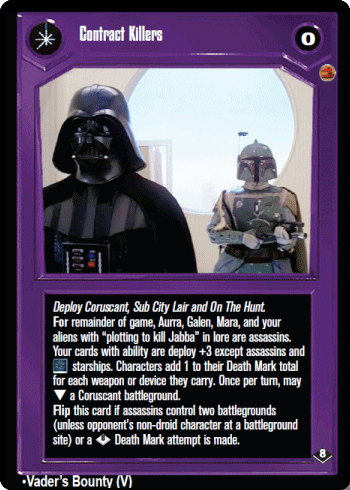 Contract Killers
0
Deploy Coruscant, Sub City Lair and On The Hunt.
For remainder of game, Aurra, Galen, Mara, and your
aliens with “plotting to kill Jabba” in lore are assassins.
Your cards with ability are deploy +3 except assassins and
starships. Characters add 1 to their Death Mark total
for each weapon or device they carry. Once per turn, may
▼ a Coruscant battleground.
Flip this card if assassins control two battlegrounds
(unless opponent's non-droid character at a battleground
site) or a Death Mark attempt is made.
8
•Vader's Bounty (V)